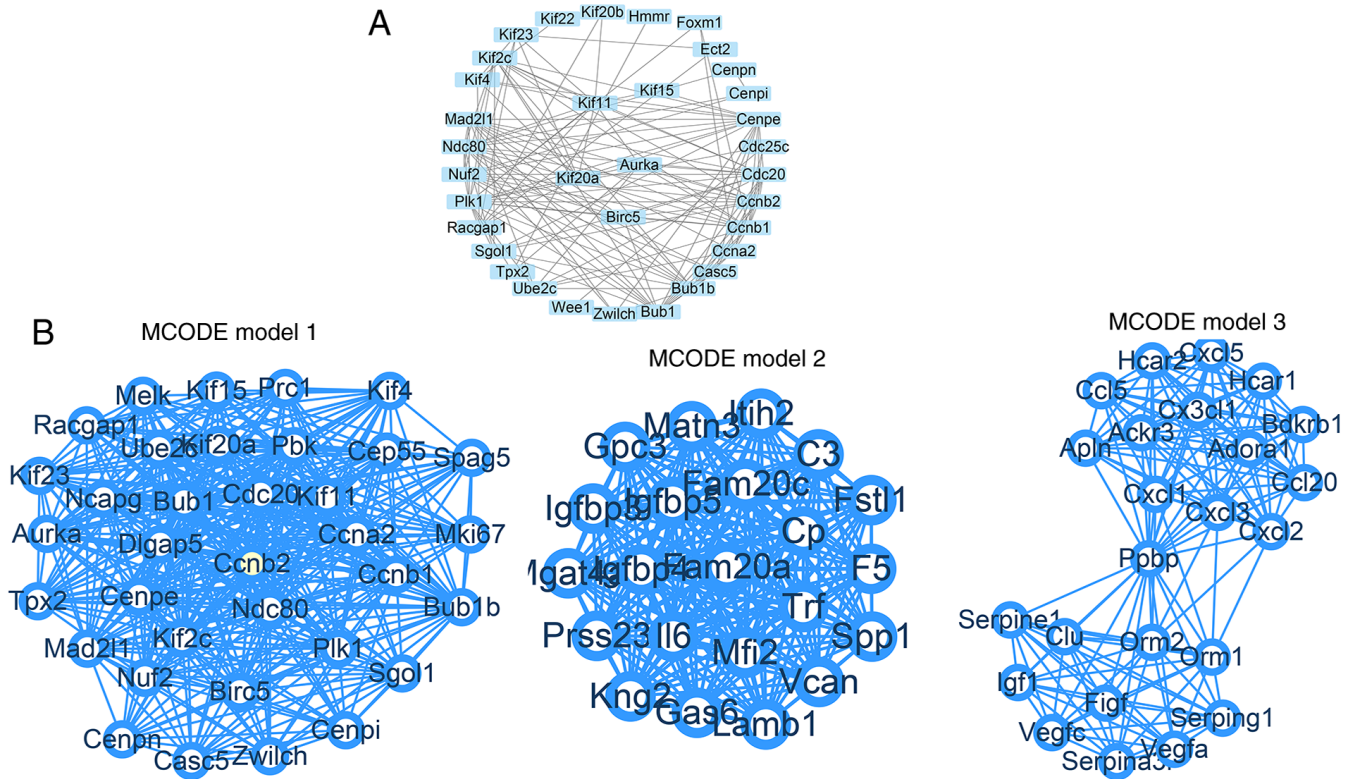 A
Kif22
Kif20b
Hmmr
Foxm1
Kif23
Ect2
Kif2c
Cenpn
Kif4
Kif15
Cenpi
Kif11
Mad2l1
Cenpe
Ndc80
Cdc25c
Aurka
Nuf2
Kif20a
Cdc20
Plk1
Ccnb2
Birc5
Racgap1
Ccnb1
Sgol1
Ccna2
Tpx2
Casc5
Ube2c
Bub1b
Wee1
Zwilch
Bub1
B
MCODE model 1
Melk
Kif15
Prc1
Kif4
Racgap1
Ube2c
Kif20a
Pbk
Cep55
Spag5
Kif23
Ncapg
Bub1
Cdc20
Kif11
Aurka
Dlgap5
Ccna2
Mki67
Ccnb2
Ccnb1
Tpx2
Cenpe
Ndc80
Bub1b
Mad2l1
Kif2c
Plk1
Nuf2
Birc5
Sgol1
Cenpn
Casc5
Zwilch
Cenpi
MCODE model 2
Matn3
Itih2
Gpc3
C3
Fam20c
Igfbp3
Igfbp5
Fstl1
Cp
Igfbp4
Fam20a
F5
Trf
Prss23
Il6
Mfi2
Spp1
Kng2
Gas6
Lamb1
Vcan
MCODE model 3
Hcar2
Cxcl5
Ccl5
Hcar1
Cx3cl1
Apln
Ackr3
Adora1
Bdkrb1
Cxcl1
Ccl20
Cxcl3
Cxcl2
Ppbp
Serpine1
Clu
Orm2
Orm1
Igf1
Figf
Vegfc
Serping1
Vegfa